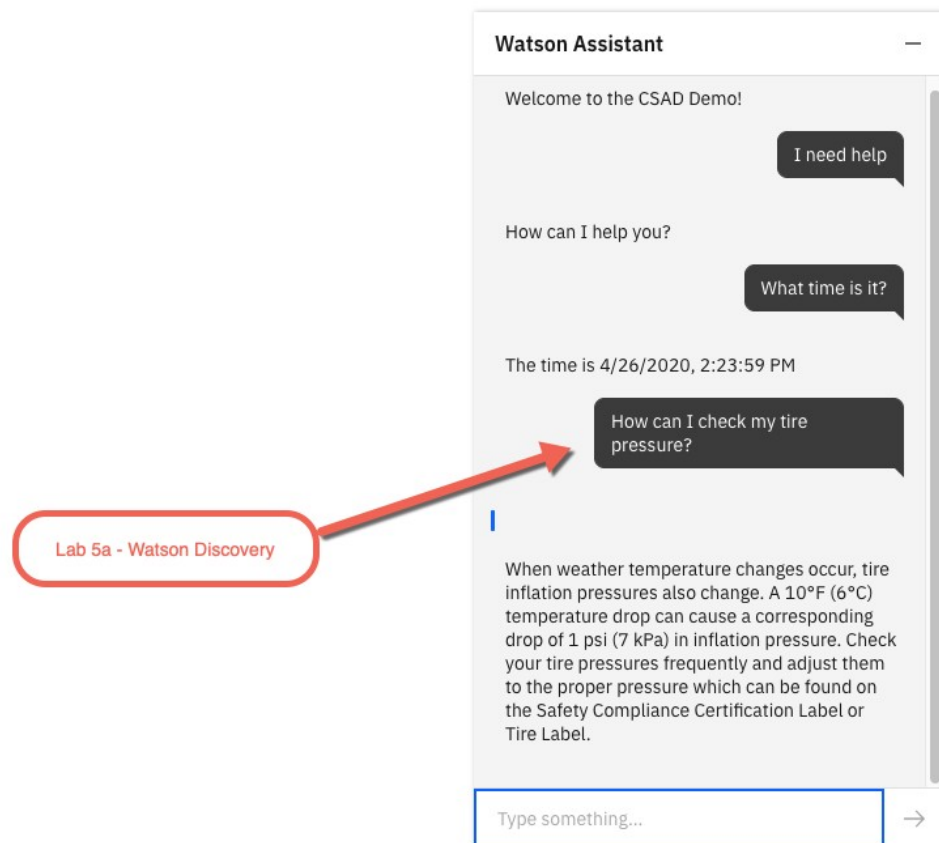 Watson Assistant
Welcome to the CSAD Demo!
I need help
How can I help you?
What time is it?
The time is 4/26/2020, 2:23:59 PM
How can I check my tire
pressure?
Lab 5a - Watson Discovery
When weather temperature changes occur, tire
inflation pressures also change. A 10°F (6°C)
temperature drop can cause a corresponding
drop of 1 psi (7 kPa) in inflation pressure. Check
your tire pressures frequently and adjust them
to the proper pressure which can be found on
the Safety Compliance Certification Label or
Tire Label.
Type something...